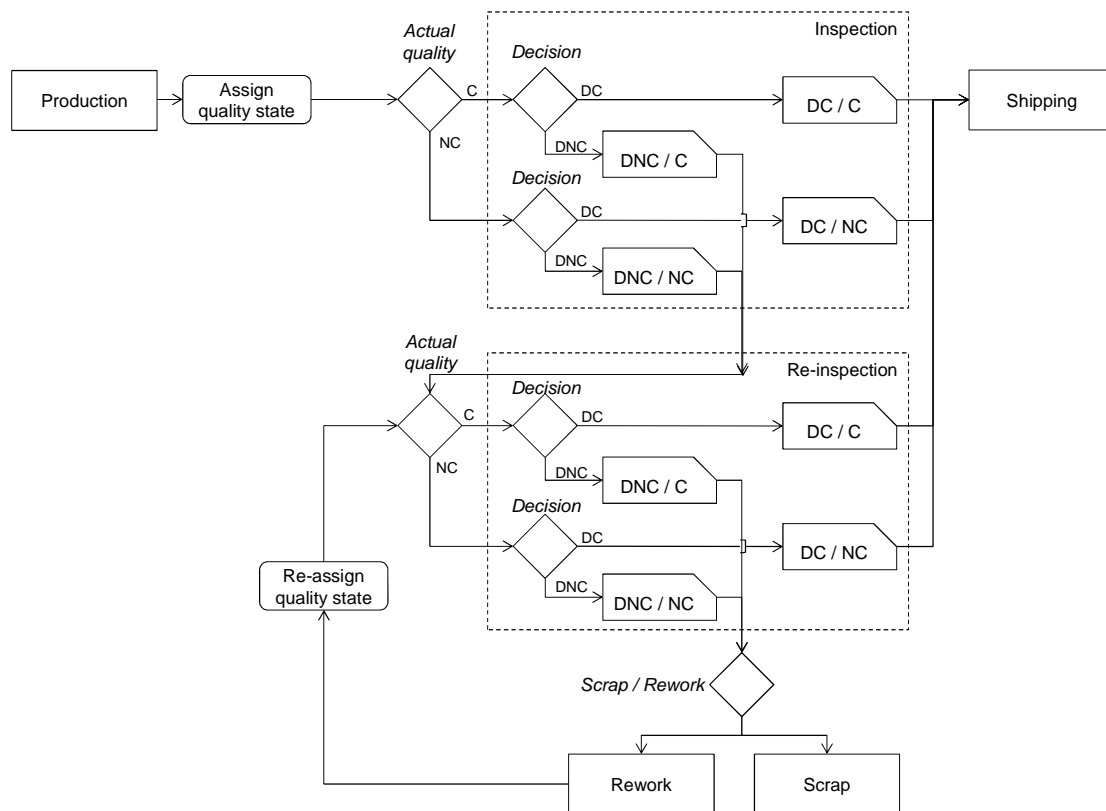 Inspection
Actual
quality
Decision
Production
Assign
quality state
C
DC
DC / C
Shipping
NC
DNC
DNC / C
Decision
DC
DC / NC
DNC
DNC / NC
Actual
quality
Re-inspection
Decision
C
DC
DC / C
NC
DNC
DNC / C
Decision
DC
DC / NC
Re-assign
quality state
DNC
DNC / NC
Scrap / Rework
Rework
Scrap